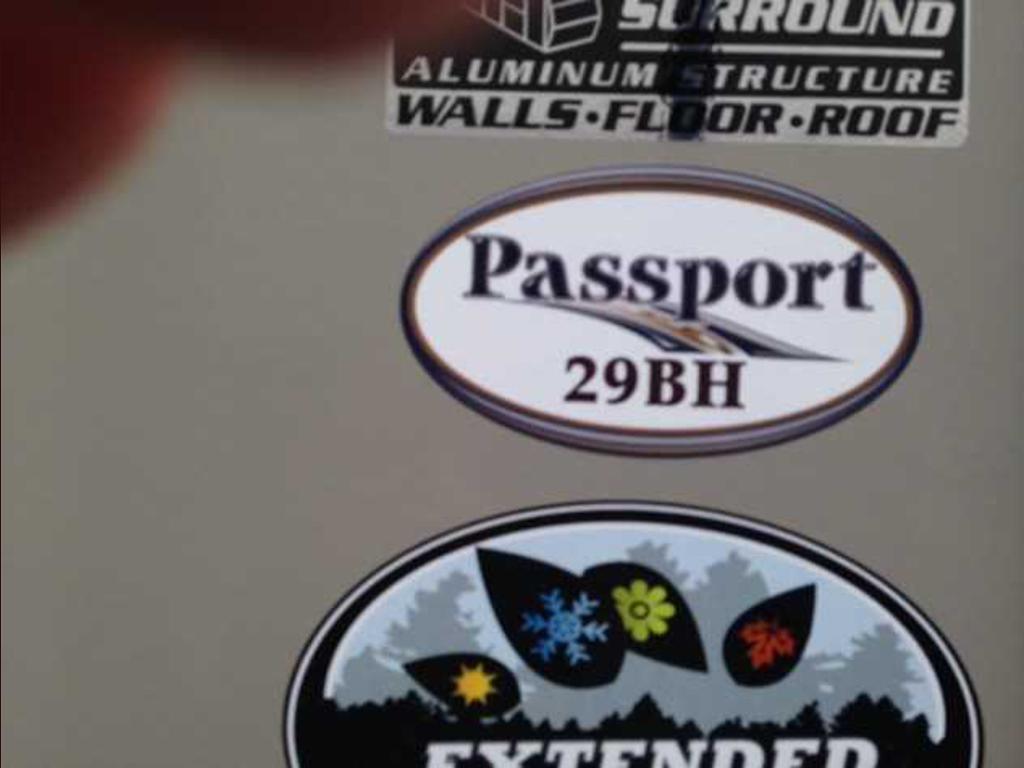 SURROUND
ALUMINUM STRUCTURE
WALLS•FLOOR•ROOF
Passport
29BH
EXTENDED